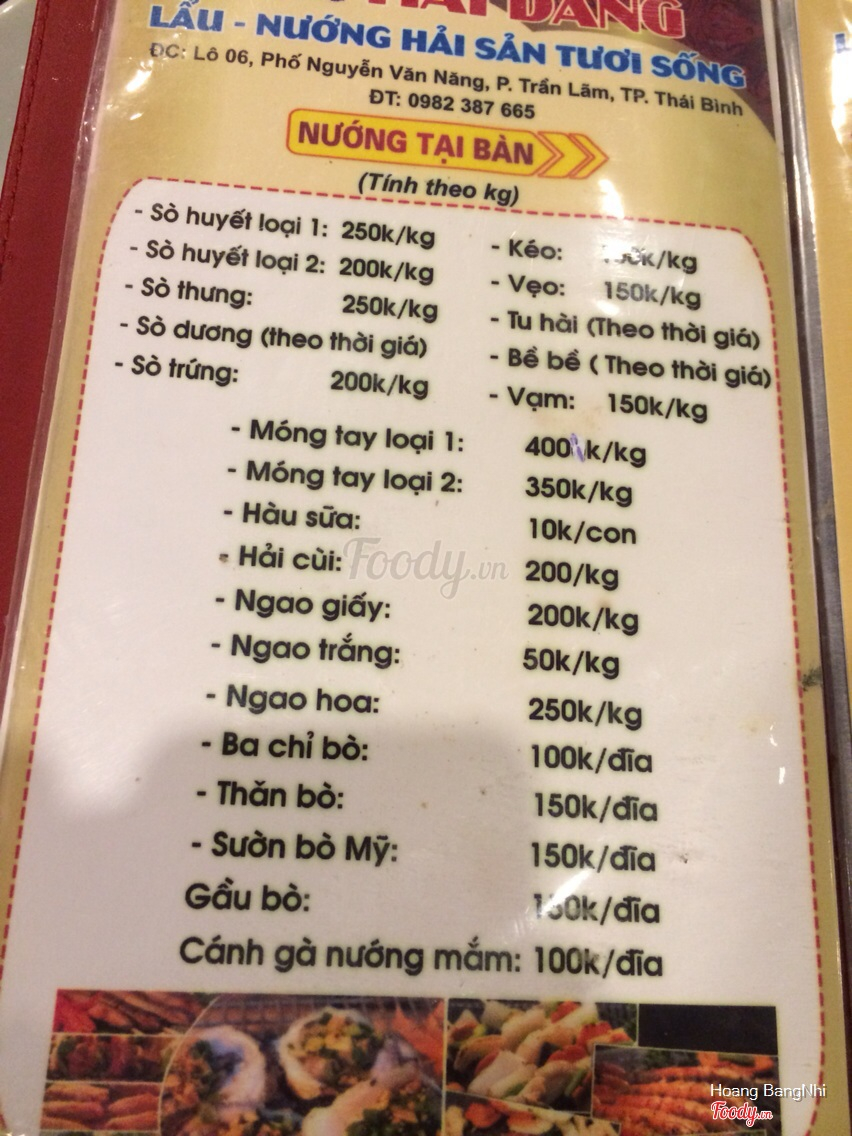 HẢI ĐĂNG
LẨU - NƯỚNG HẢI SẢN TƯƠI SỐNG
ĐC: Lô 06, Phố Nguyễn Văn Năng, P. Trần Lãm, TP. Thái Bình
ĐT: 0982 387 665
NƯỚNG TẠI BÀN
(Tính theo kg)
- Sò huyết loại 1: 250k/kg
- Sò huyết loại 2: 200k/kg
- Sò thưng: 250k/kg
- Sò dương (theo thời giá)
- Sò trứng: 200k/kg
- Kéo:
- Vẹo: 150k/kg
- Tu hài (Theo thời giá)
- Bề bề ( Theo thời giá)
- Vạm: 150k/kg
- Móng tay loại 1: 400 k/kg
- Móng tay loại 2: 350k/kg
- Hàu sữa: 10k/con
- Hải cùi: 200/kg
- Ngao giấy: 200k/kg
- Ngao trắng: 50k/kg
- Ngao hoa: 250k/kg
- Ba chỉ bò: 100k/đĩa
- Thăn bò: 150k/đĩa
- Sườn bò Mỹ: 150k/đĩa
Gầu bò:
Cánh gà nướng mắm: 100k/đĩa
Foody.vn
Hoang BangNhi
Foody.vn